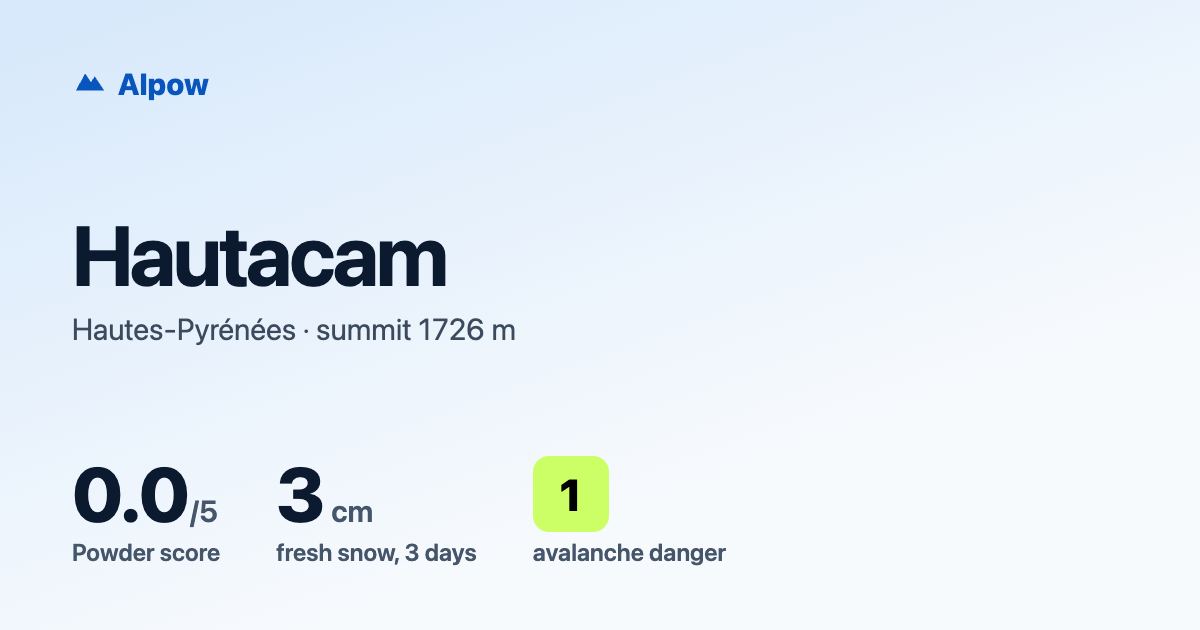 Alpow
Hautacam
Hautes-Pyrénées · summit 1726 m
0.0/5 3 cm 1
Powder score fresh snow, 3 days avalanche danger